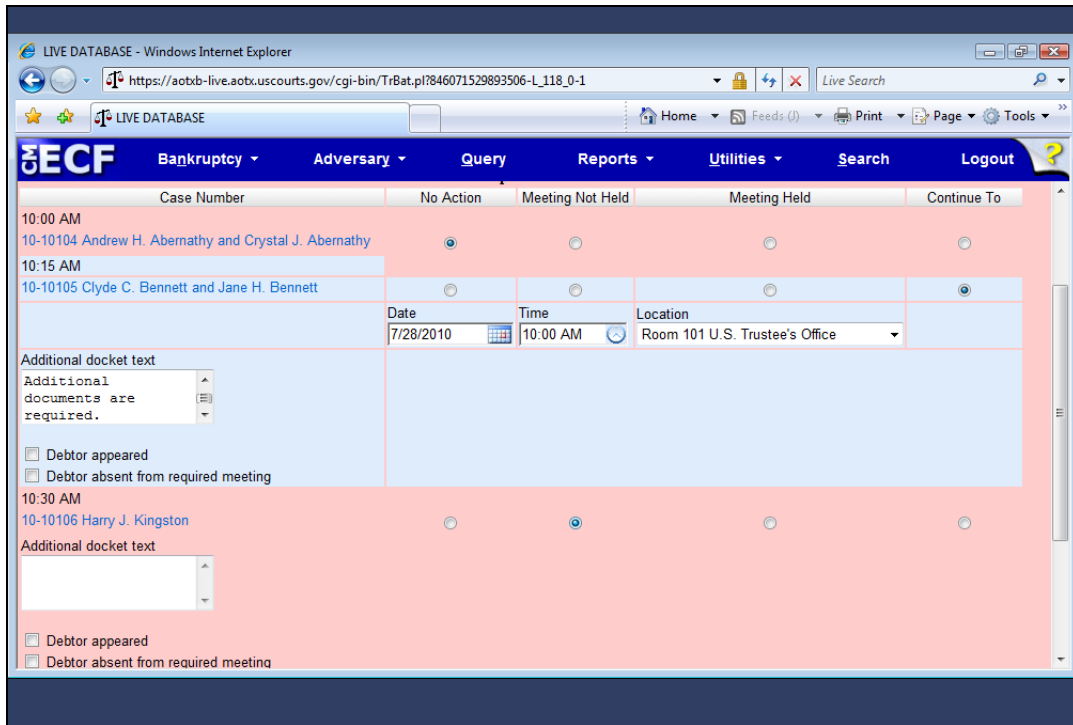 LIVE DATABASE - Windows Internet Explorer
https://aotxb-live.aotx.uscourts.gov/cgi-bin/TrBat.pl?846071529893506-L_118_0-1
Live Search
LIVE DATABASE
Home Feeds (J) Print Page Tools »
CM ECF Bankruptcy Adversary Query Reports Utilities Search Logout ?
Case Number No Action Meeting Not Held Meeting Held Continue To
10:00 AM
10-10104 Andrew H. Abernathy and Crystal J. Abernathy
10:15 AM
10-10105 Clyde C. Bennett and Jane H. Bennett
Date Time Location
7/28/2010 10:00 AM Room 101 U.S. Trustee's Office
Additional docket text
Additional
documents are
required.
Debtor appeared
Debtor absent from required meeting
10:30 AM
10-10106 Harry J. Kingston
Additional docket text
Debtor appeared
Debtor absent from required meeting